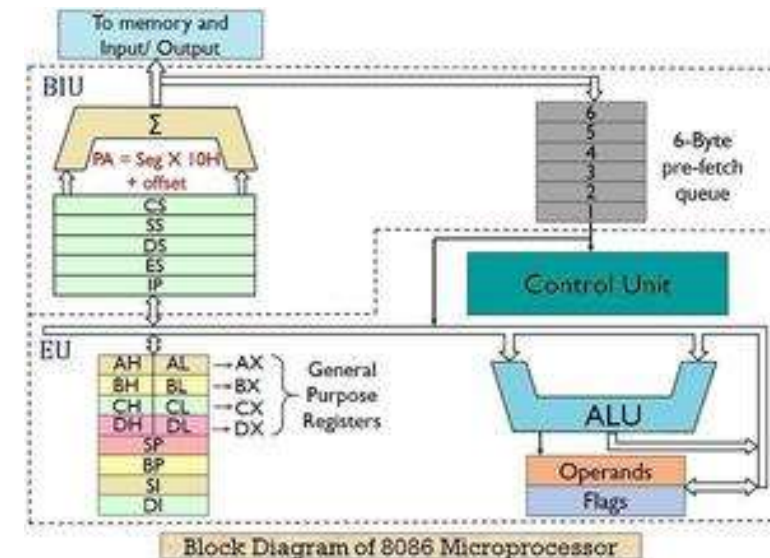 To memory and
Input/ Output
BIU
Σ
PA = Seg X 10H
+ offset
CS
SS
DS
ES
IP
6
5
4
3
2
1
6-Byte
pre-fetch
queue
Control Unit
EU
AH AL → AX
BH BL → BX
CH CL → CX
DH DL → DX
SP
BP
SI
DI
General
Purpose
Registers
ALU
Operands
Flags
Block Diagram of 8086 Microprocessor